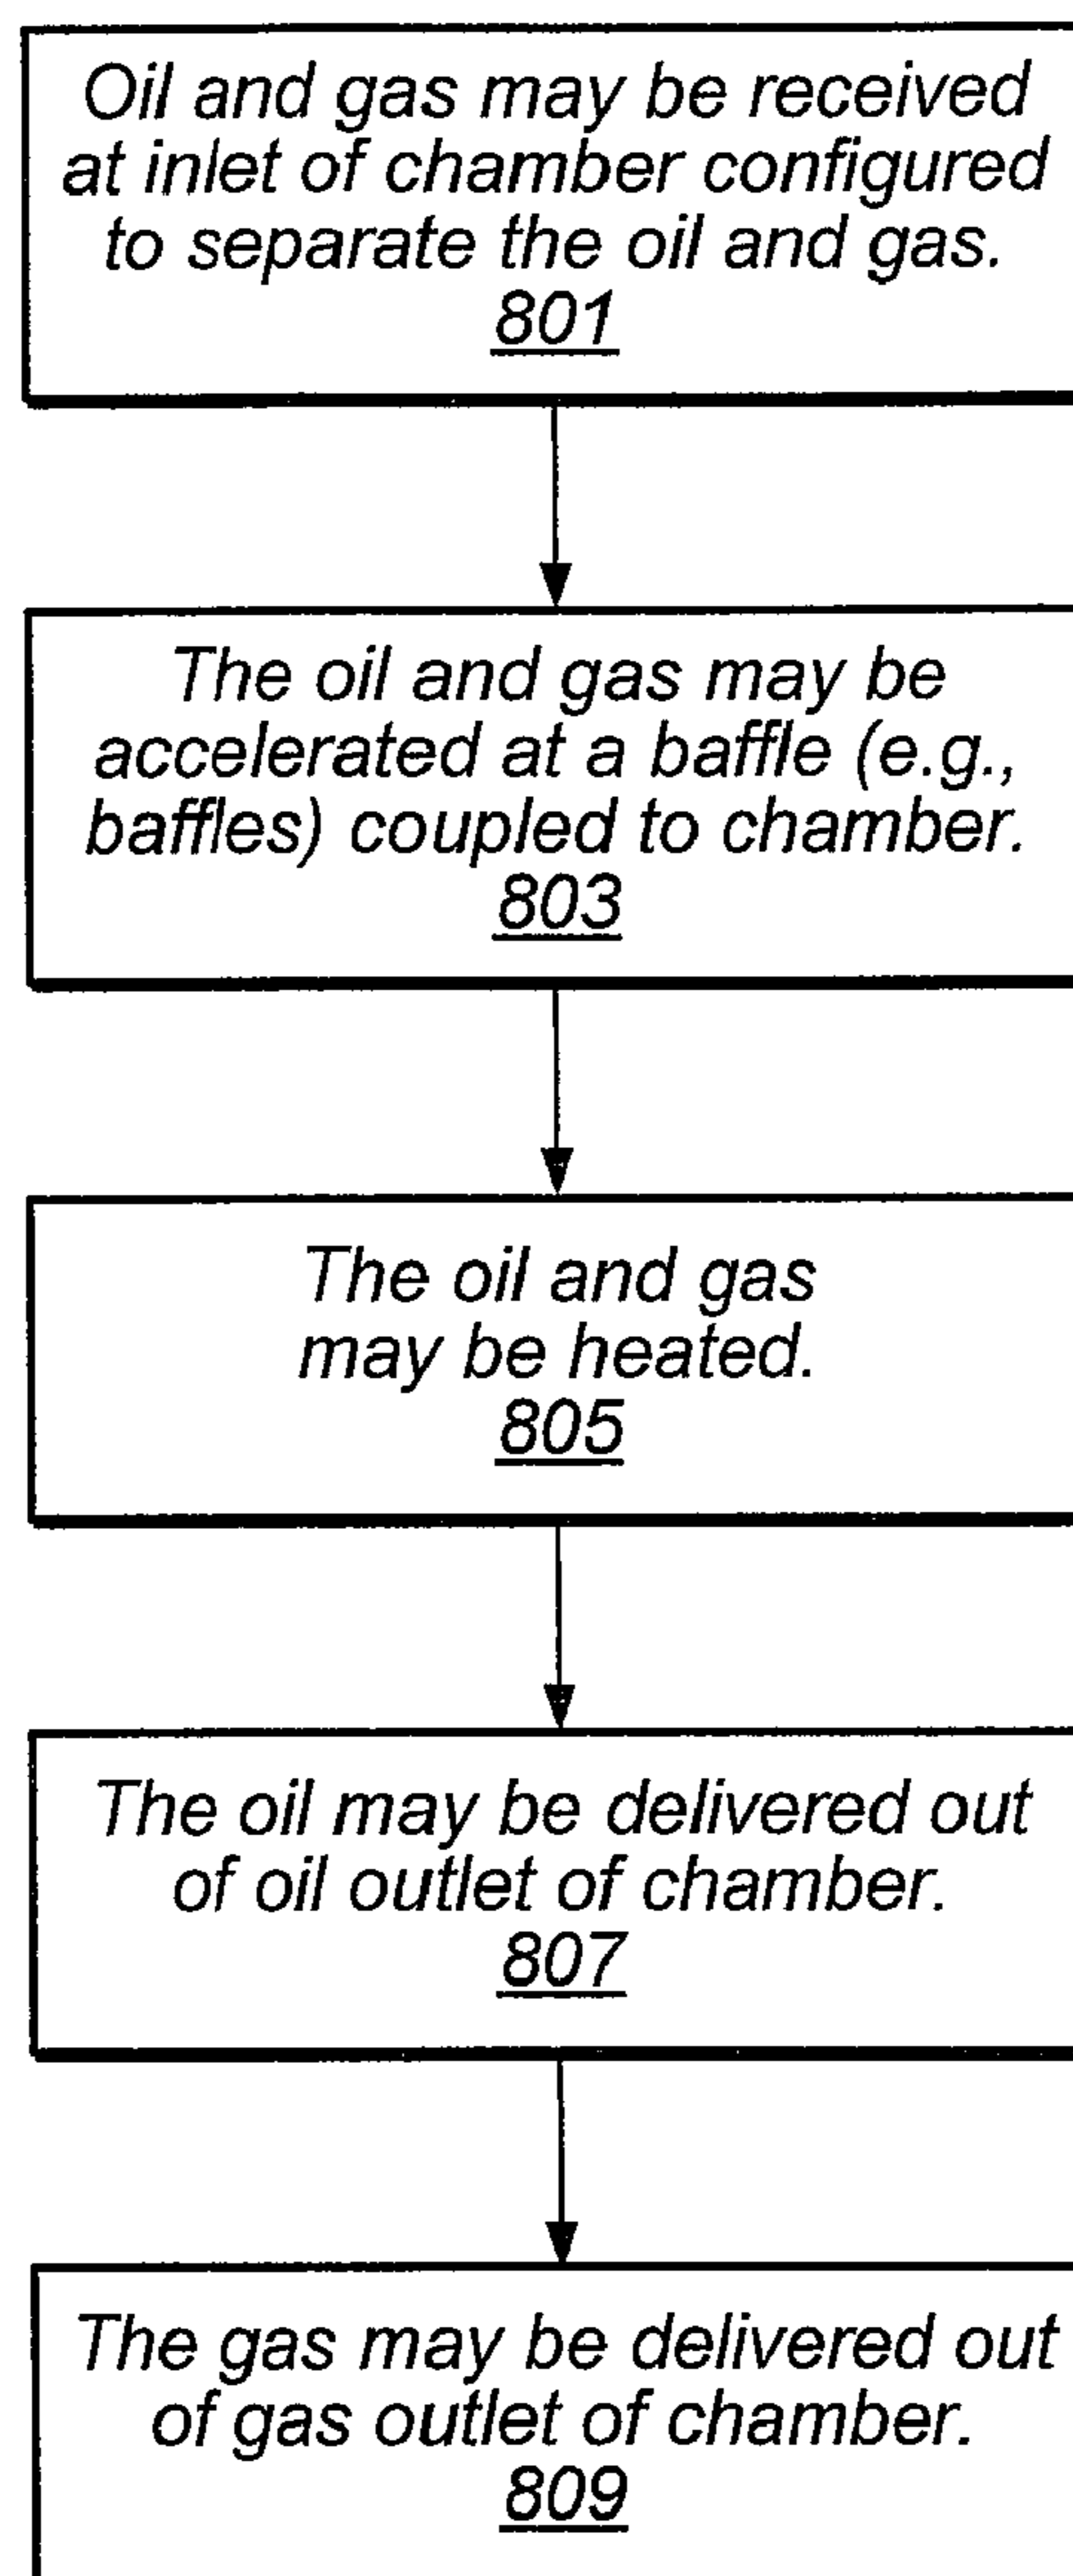 Oil and gas may be received
at inlet of chamber configured
to separate the oil and gas.
801
The oil and gas may be
accelerated at a baffle (e.g.,
baffles) coupled to chamber.
803
The oil and gas
may be heated.
805
The oil may be delivered out
of oil outlet of chamber.
807
The gas may be delivered out
of gas outlet of chamber.
809